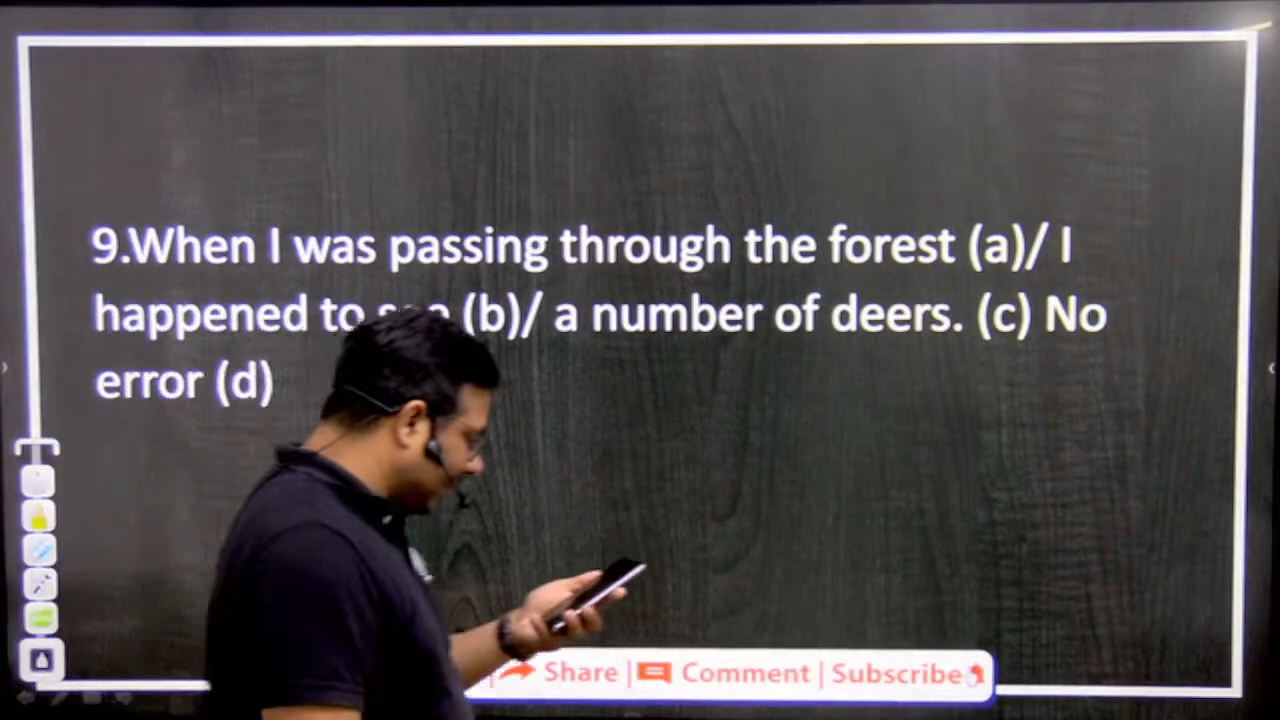 9.When I was passing through the forest (a)/ I
happened to (b)/ a number of deers. (c) No
error (d)
| Share | Comment | Subscribe